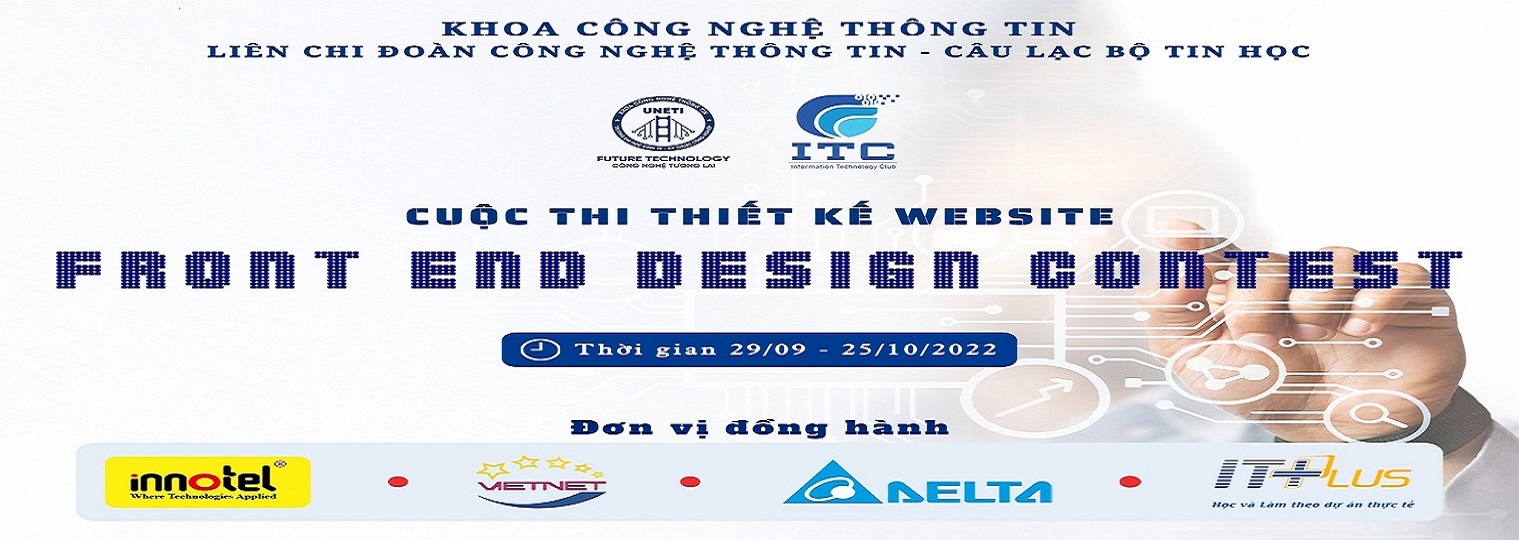 KHOA CÔNG NGHỆ THÔNG TIN
LIÊN CHI ĐOÀN CÔNG NGHỆ THÔNG TIN - CÂU LẠC BỘ TIN HỌC
UNETI
FUTURE TECHNOLOGY
CÔNG NGHỆ TƯƠNG LAI
ITC
Information Technology Club
CUỘC THI THIẾT KẾ WEBSITE
FRONT END DESIGN CONTEST
Thời gian 29/09 - 25/10/2022
Đơn vị đồng hành
innotel®
Where Technologies Applied
VIETNET
DELTA
IT+PLUS
Học và Làm theo dự án thực tế